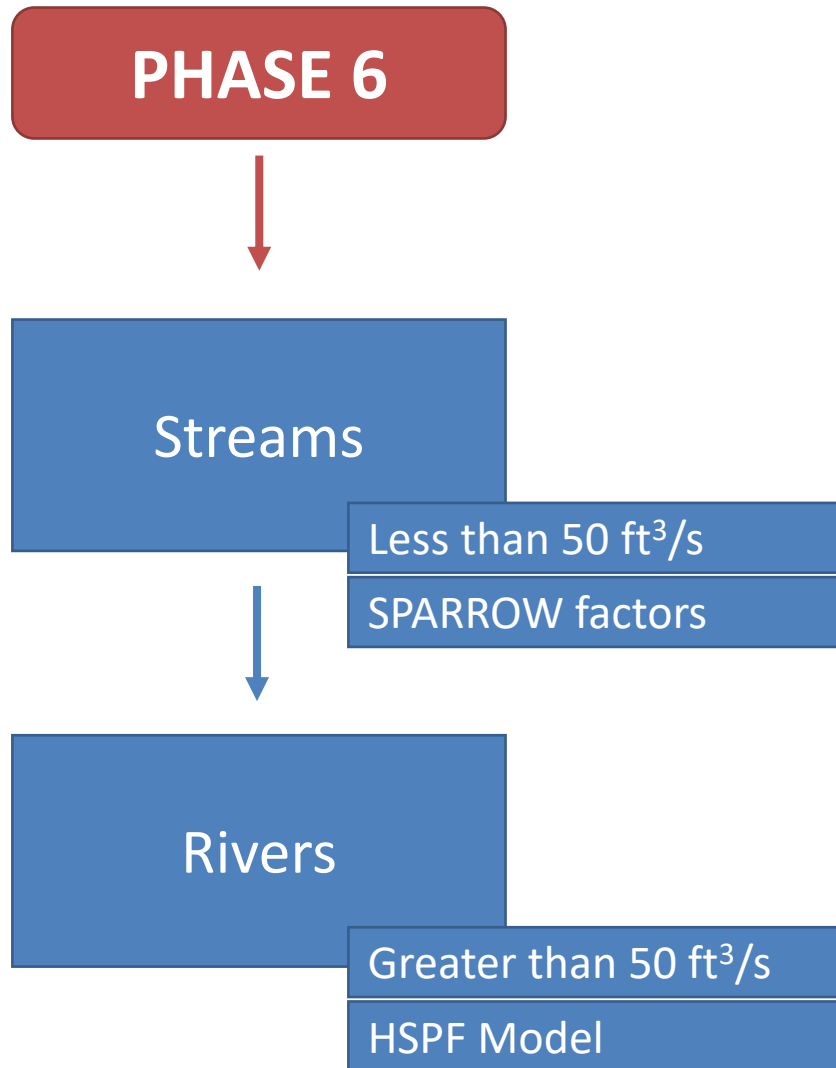 PHASE 6
Streams
Less than 50 ft³/s
SPARROW factors
Rivers
Greater than 50 ft³/s
HSPF Model